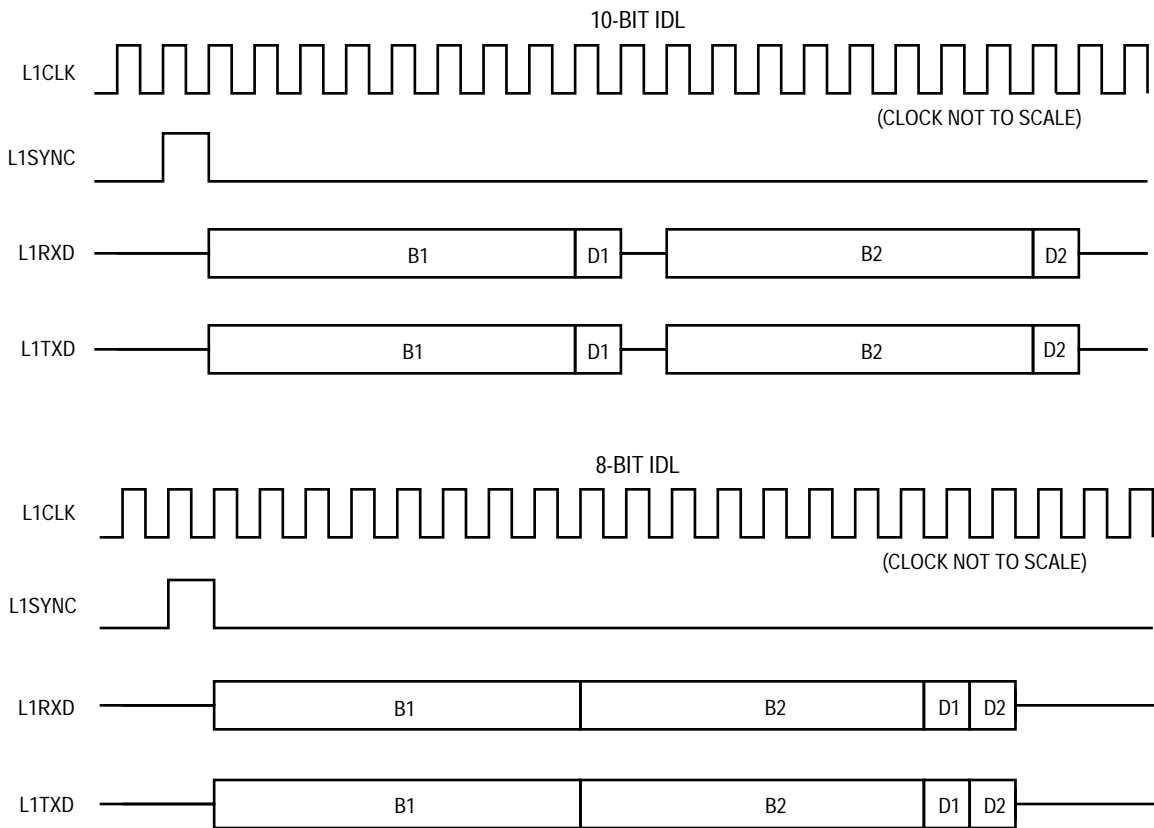 10-BIT IDL
L1CLK
(CLOCK NOT TO SCALE)
L1SYNC
L1RXD B1 D1 B2 D2
L1TXD B1 D1 B2 D2
8-BIT IDL
L1CLK
(CLOCK NOT TO SCALE)
L1SYNC
L1RXD B1 B2 D1 D2
L1TXD B1 B2 D1 D2